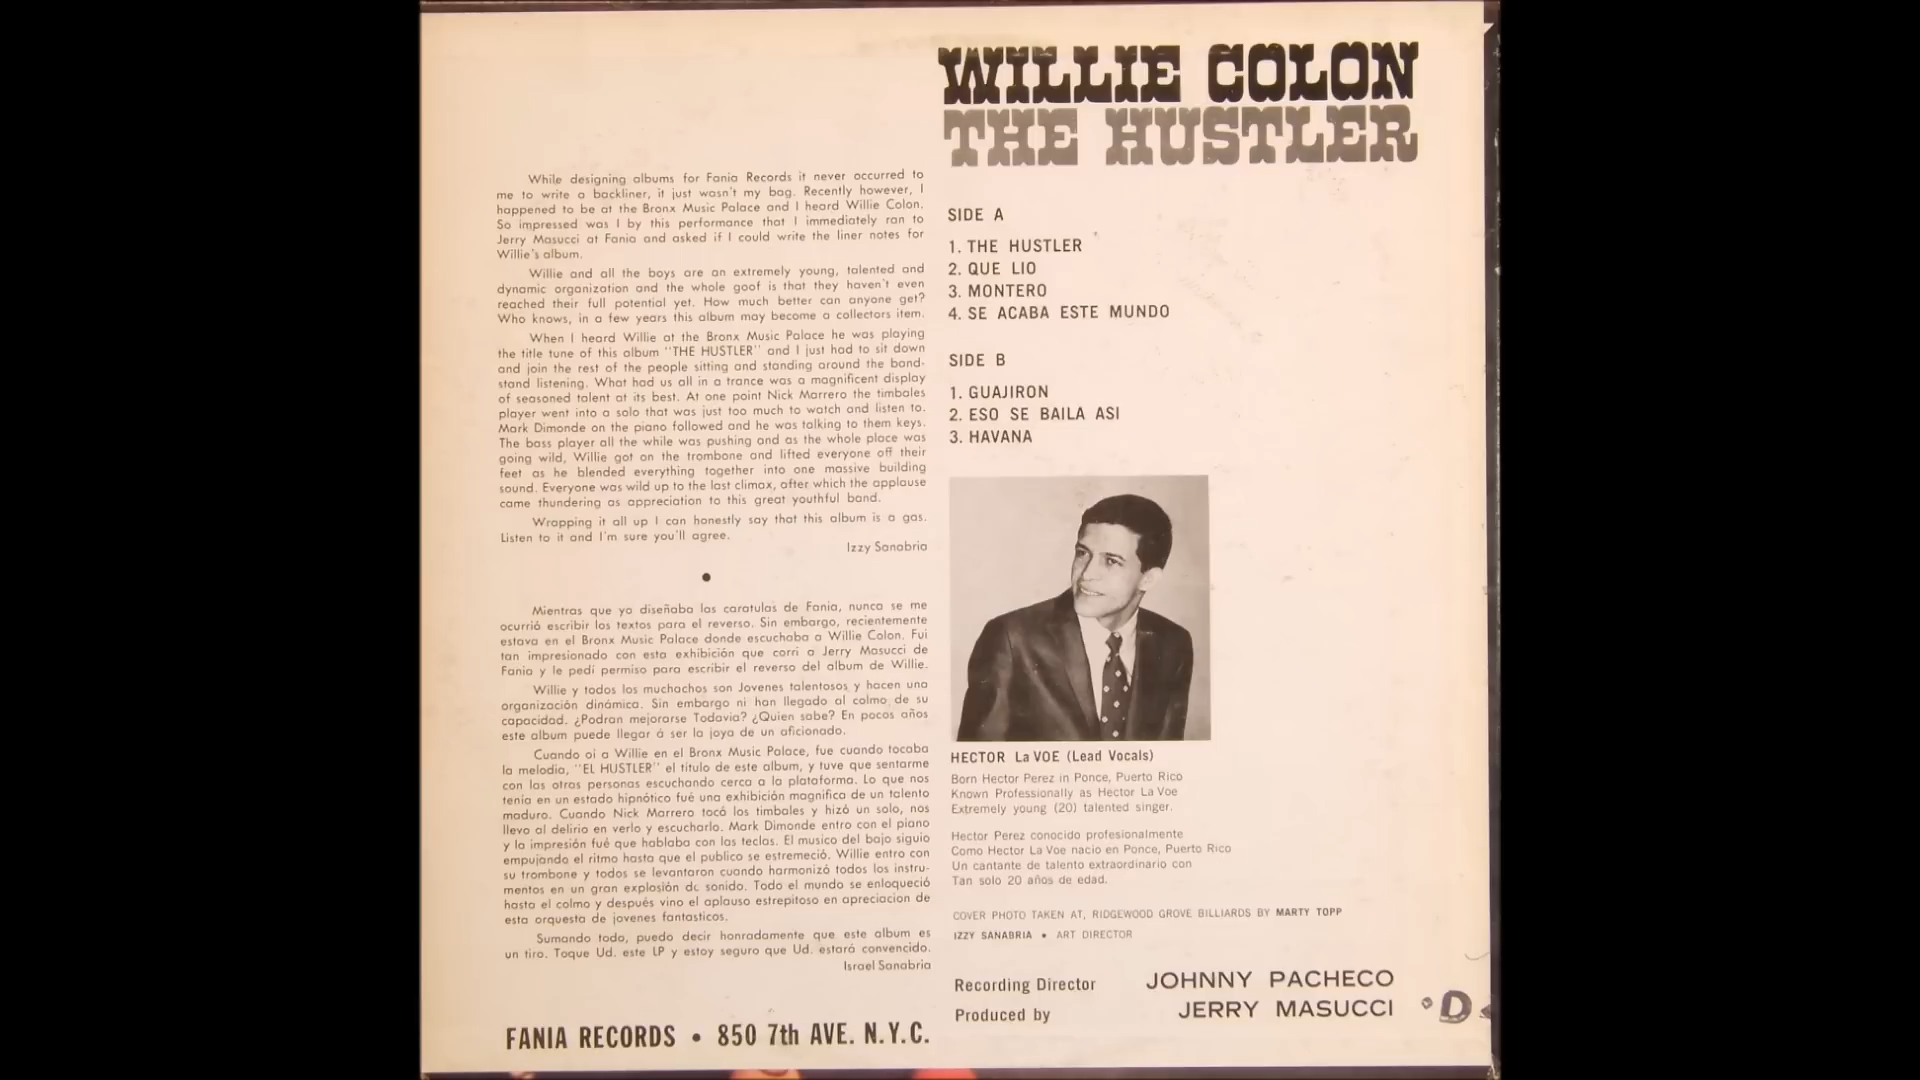 WILLIE COLON
THE HUSTLER
While designing albums for Fania Records it never occurred to
me to write a backliner, it just wasn't my bag. Recently however, I
happened to be at the Bronx Music Palace and I heard Willie Colon.
So impressed was I by this performance that I immediately ran to
Jerry Masucci at Fania and asked if I could write the liner notes for
Willie's album.
Willie and all the boys are an extremely young, talented and
dynamic organization and the whole goof is that they haven't even
reached their full potential yet. How much better can anyone get?
Who knows, in a few years this album may become a collectors item.
When I heard Willie at the Bronx Music Palace he was playing
the title tune of this album "THE HUSTLER" and I just had to sit down
and join the rest of the people sitting and standing around the band-
stand listening. What had us all in a trance was a magnificent display
of seasoned talent at its best. At one point Nick Marrero the timbales
player went into a solo that was just too much to watch and listen to.
Mark Dimonde on the piano followed and he was talking to them keys.
The bass player all the while was pushing and as the whole place was
going wild, Willie got on the trombone and lifted everyone off their
feet as he blended everything together into one massive building
sound. Everyone was wild up to the last climax, after which the applause
came thundering as appreciation to this great youthful band.
Wrapping it all up I can honestly say that this album is a gas.
Listen to it and I'm sure you'll agree.
Izzy Sanabria
Mientras que yo diseñaba las caratulas de Fania, nunca se me
ocurrió escribir los textos para el reverso. Sin embargo, recientemente
estava en el Bronx Music Palace donde escuchaba a Willie Colon. Fui
tan impresionado con esta exhibición que corri a Jerry Masucci de
Fania y le pedi permiso para escribir el reverso del album de Willie.
Willie y todos los muchachos son Jovenes talentosos y hacen una
organización dinámica. Sin embargo ni han llegado al colmo de su
capacidad. ¿Podran mejorarse Todavia? ¿Quien sabe? En pocos años
este album puede llegar á ser la joya de un aficionado.
Cuando oi a Willie en el Bronx Music Palace, fue cuando tocaba
la melodia, "EL HUSTLER" el titulo de este album, y tuve que sentarme
con las otras personas escuchando cerca a la plataforma. Lo que nos
tenia en un estado hipnótico fué una exhibición magnifica de un talento
maduro. Cuando Nick Marrero tocó los timbales y hizó un solo, nos
llevo al deliria en verlo y escucharlo. Mark Dimonde entro con el piano
y la impresión fué que hablaba con las teclas. El musico del bajo siguio
empujando el ritmo hasta que el publico se estremeció. Willie entro con
su trombone y todos se levantaron cuando harmonizó todos los instru-
mentos en un gran explosión de sonido. Todo el mundo se enloqueció
hasta el colmo y después vino el aplauso estrepitoso en apreciacion de
esta orquesta de jovenes fantasticos.
Sumando todo, puedo decir honradamente que este album es
un tiro. Toque Ud. este LP y estoy seguro que Ud. estará convencido.
Israel Sanabria
FANIA RECORDS • 850 7th AVE. N.Y.C.
SIDE A
1. THE HUSTLER
2. QUE LIO
3. MONTERO
4. SE ACABA ESTE MUNDO
SIDE B
1. GUAJIRON
2. ESO SE BAILA ASI
3. HAVANA
HECTOR La VOE (Lead Vocals)
Born Hector Perez in Ponce, Puerto Rico
Known Professionally as Hector La Voe
Extremely young (20) talented singer.
Hector Perez conocido profesionalmente
Como Hector La Voe nacio en Ponce, Puerto Rico
Un cantante de talento extraordinario con
Tan solo 20 años de edad.
COVER PHOTO TAKEN AT, RIDGEWOOD GROVE BILLIARDS BY MARTY TOPP
IZZY SANABRIA • ART DIRECTOR
Recording Director JOHNNY PACHECO
Produced by JERRY MASUCCI
D